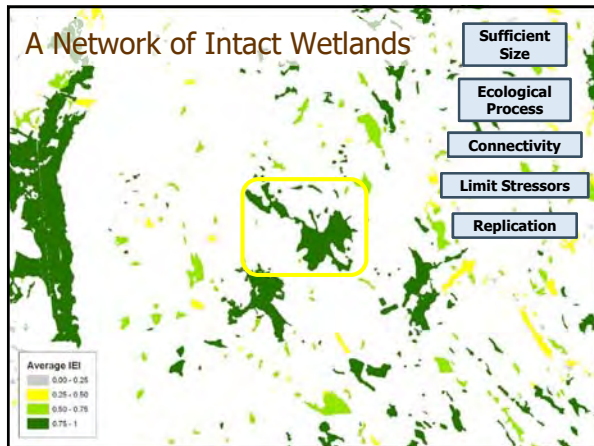 A Network of Intact Wetlands
Sufficient
Size
Ecological
Process
Connectivity
Limit Stressors
Replication
Average IEI
0.00 - 0.25
0.25 - 0.50
0.50 - 0.75
0.75 - 1